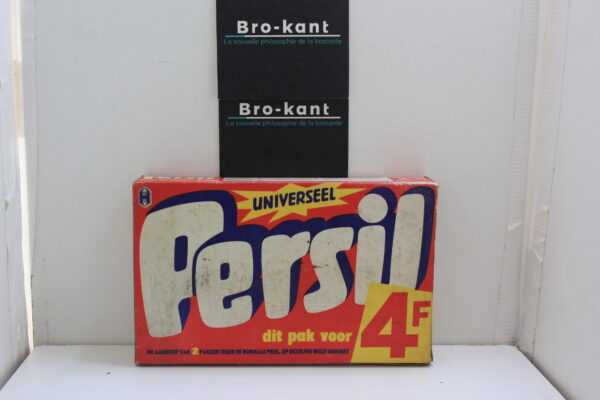 Bro-kant
La nouvelle philosophie de la brocante
Bro-kant
La nouvelle philosophie de la brocante
UNIVERSEEL
Persil
dit pak voor
4F